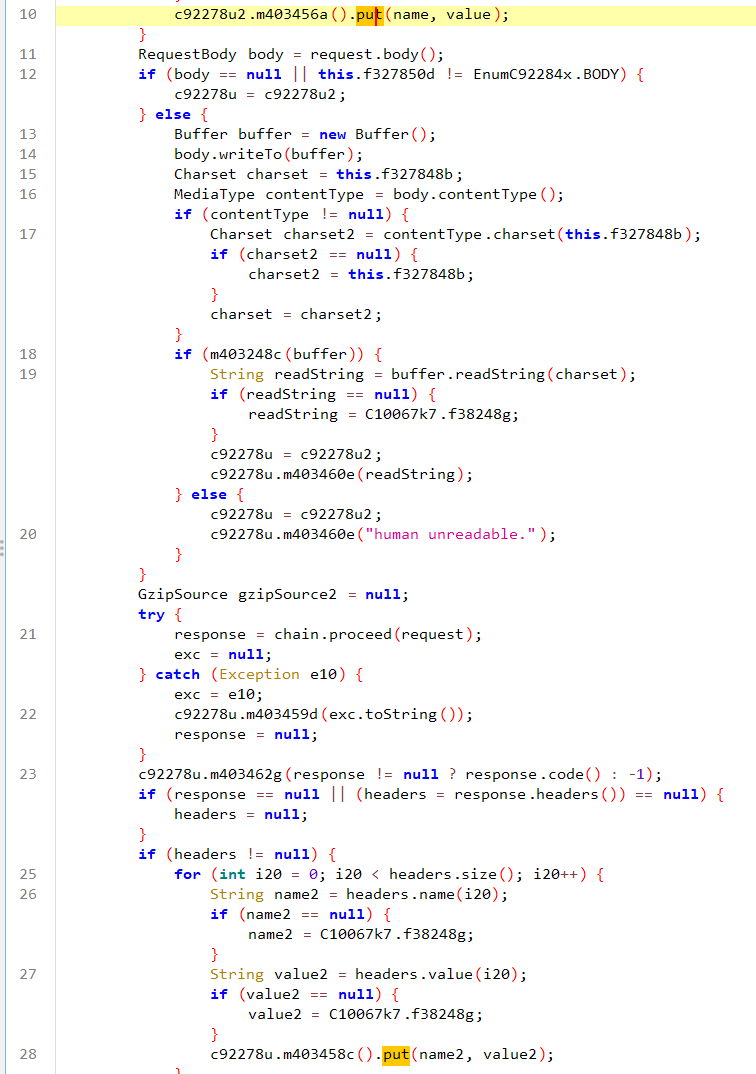 10 c92278u2.m403456a().put(name, value);
}
11 RequestBody body = request.body();
12 if (body == null || this.f327850d != EnumC92284x.BODY) {
c92278u = c92278u2;
} else {
13 Buffer buffer = new Buffer();
14 body.writeTo(buffer);
15 Charset charset = this.f327848b;
16 MediaType contentType = body.contentType();
if (contentType != null) {
17 Charset charset2 = contentType.charset(this.f327848b);
if (charset2 == null) {
charset2 = this.f327848b;
}
charset = charset2;
}
18 if (m403248c(buffer)) {
19 String readString = buffer.readString(charset);
if (readString == null) {
readString = C10067k7.f38248g;
}
c92278u = c92278u2;
c92278u.m403460e(readString);
} else {
c92278u = c92278u2;
20 c92278u.m403460e("human unreadable.");
}
}
GzipSource gzipSource2 = null;
try {
21 response = chain.proceed(request);
exc = null;
} catch (Exception e10) {
exc = e10;
22 c92278u.m403459d(exc.toString());
response = null;
}
23 c92278u.m403462g(response != null ? response.code() : -1);
if (response == null || (headers = response.headers()) == null) {
headers = null;
}
if (headers != null) {
25 for (int i20 = 0; i20 < headers.size(); i20++) {
26 String name2 = headers.name(i20);
if (name2 == null) {
name2 = C10067k7.f38248g;
}
27 String value2 = headers.value(i20);
if (value2 == null) {
value2 = C10067k7.f38248g;
}
28 c92278u.m403458c().put(name2, value2);